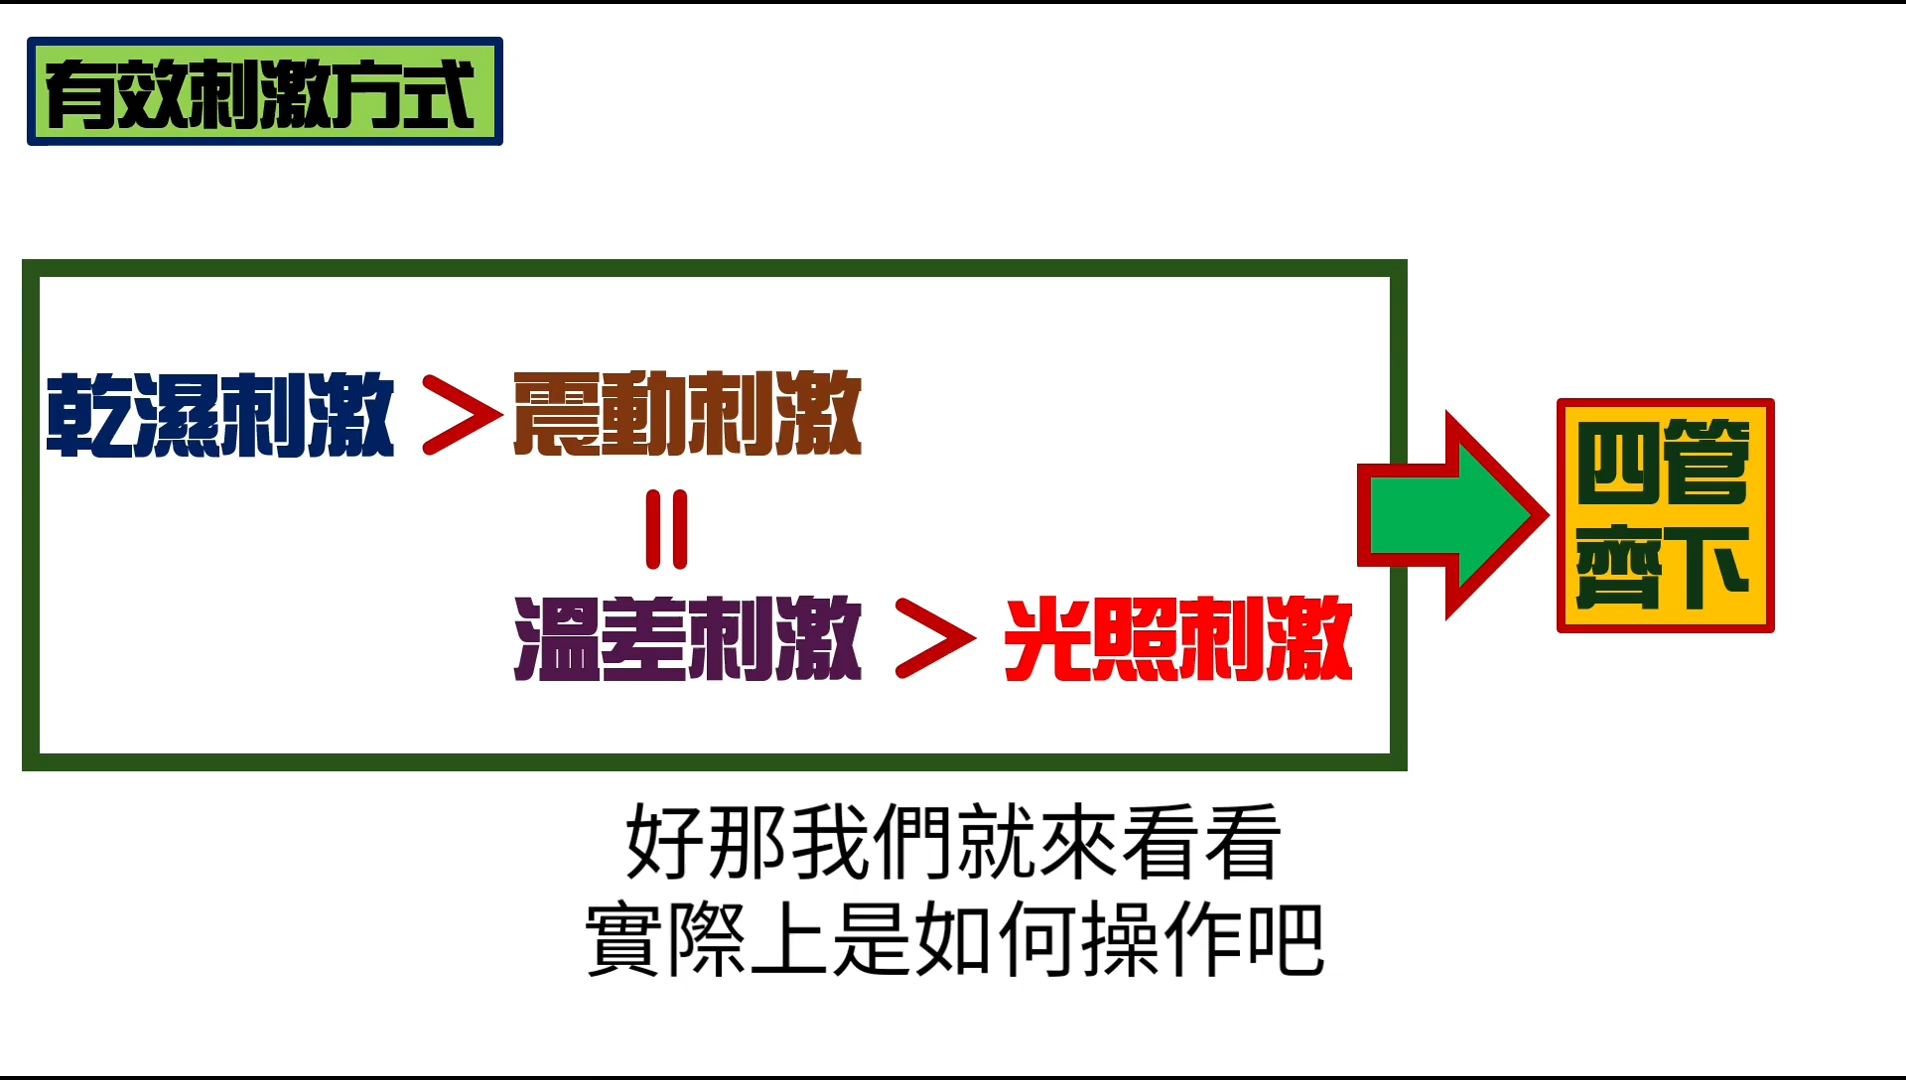 有效刺激方式
乾濕刺激 > 震動刺激
=
溫差刺激 > 光照刺激
四管
齊下
好那我們就來看看
實際上是如何操作吧